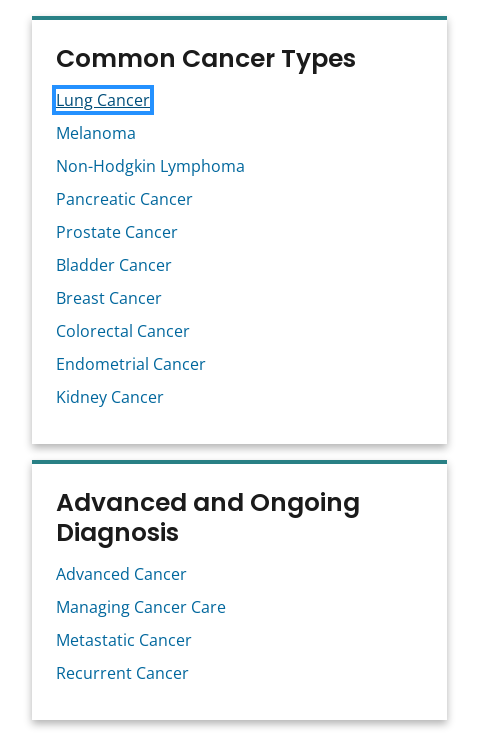 Common Cancer Types
Lung Cancer
Melanoma
Non-Hodgkin Lymphoma
Pancreatic Cancer
Prostate Cancer
Bladder Cancer
Breast Cancer
Colorectal Cancer
Endometrial Cancer
Kidney Cancer
Advanced and Ongoing
Diagnosis
Advanced Cancer
Managing Cancer Care
Metastatic Cancer
Recurrent Cancer